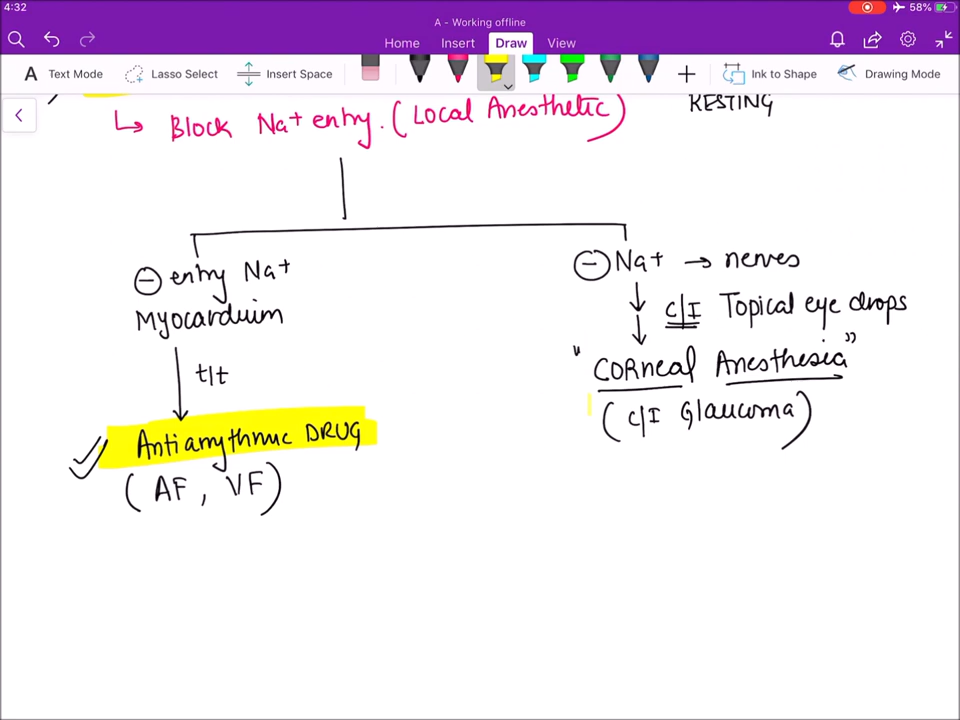 4:32
58%
A - Working offline
Home Insert Draw View
Text Mode Lasso Select Insert Space Ink to Shape Drawing Mode
↳ Block Na+ entry. (Local Anesthetic)
RESTING
⊖ entry Na+
Myocardium
t/t
Antiarrythmic DRUG
(AF, VF)
⊖ Na+ → nerves
C/I Topical eye drops
"CORneal Anesthesia"
(C/I Glaucoma)